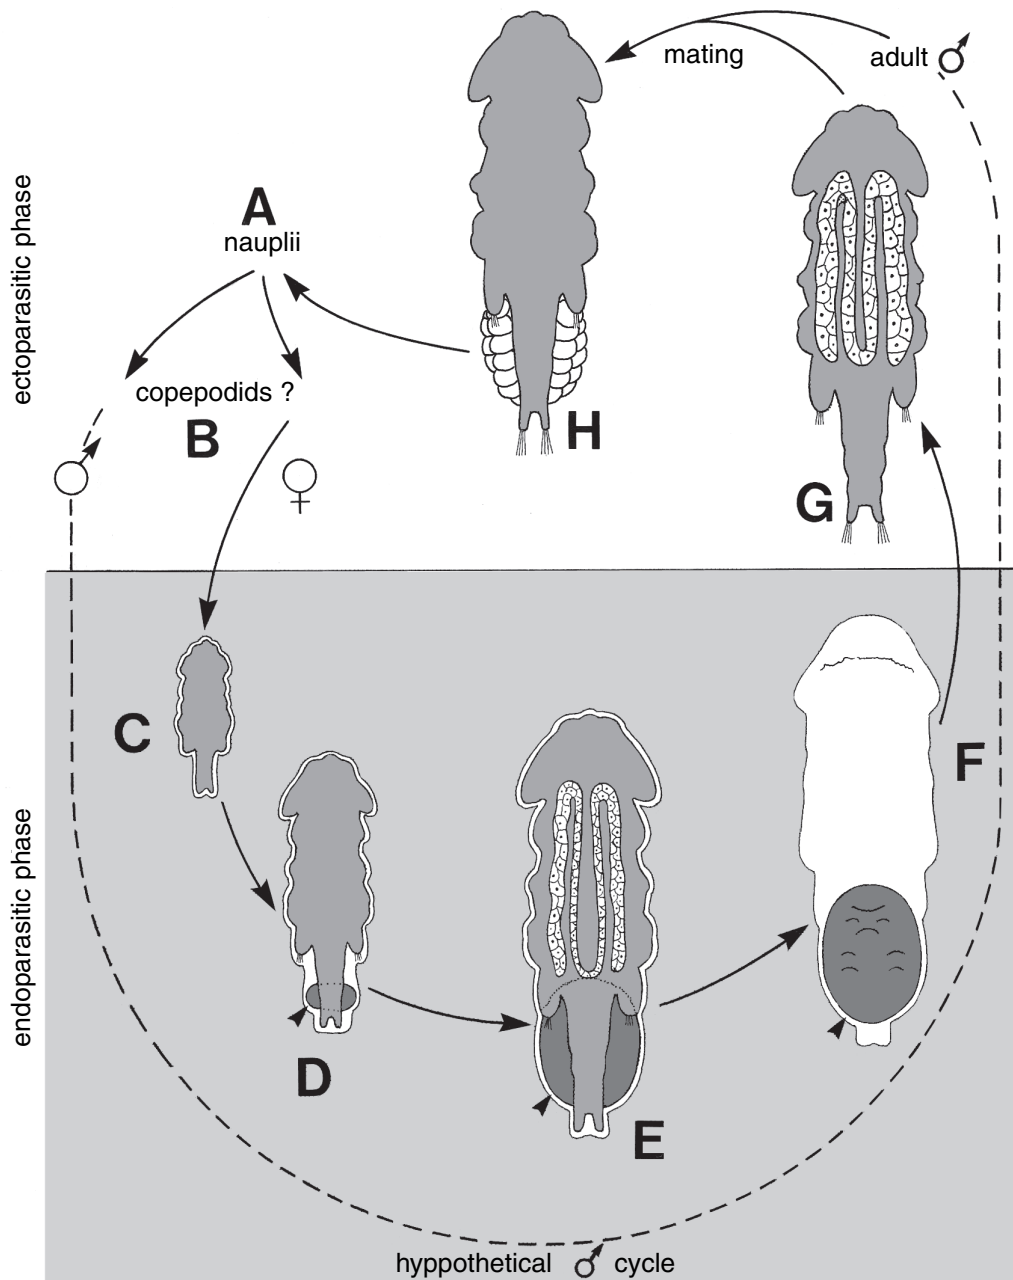 mating
adult ♂
ectoparasitic phase
A
nauplii
copepodids ?
B
H
G
♂
♀
C
D
E
F
endoparasitic phase
hyppothetical ♂ cycle